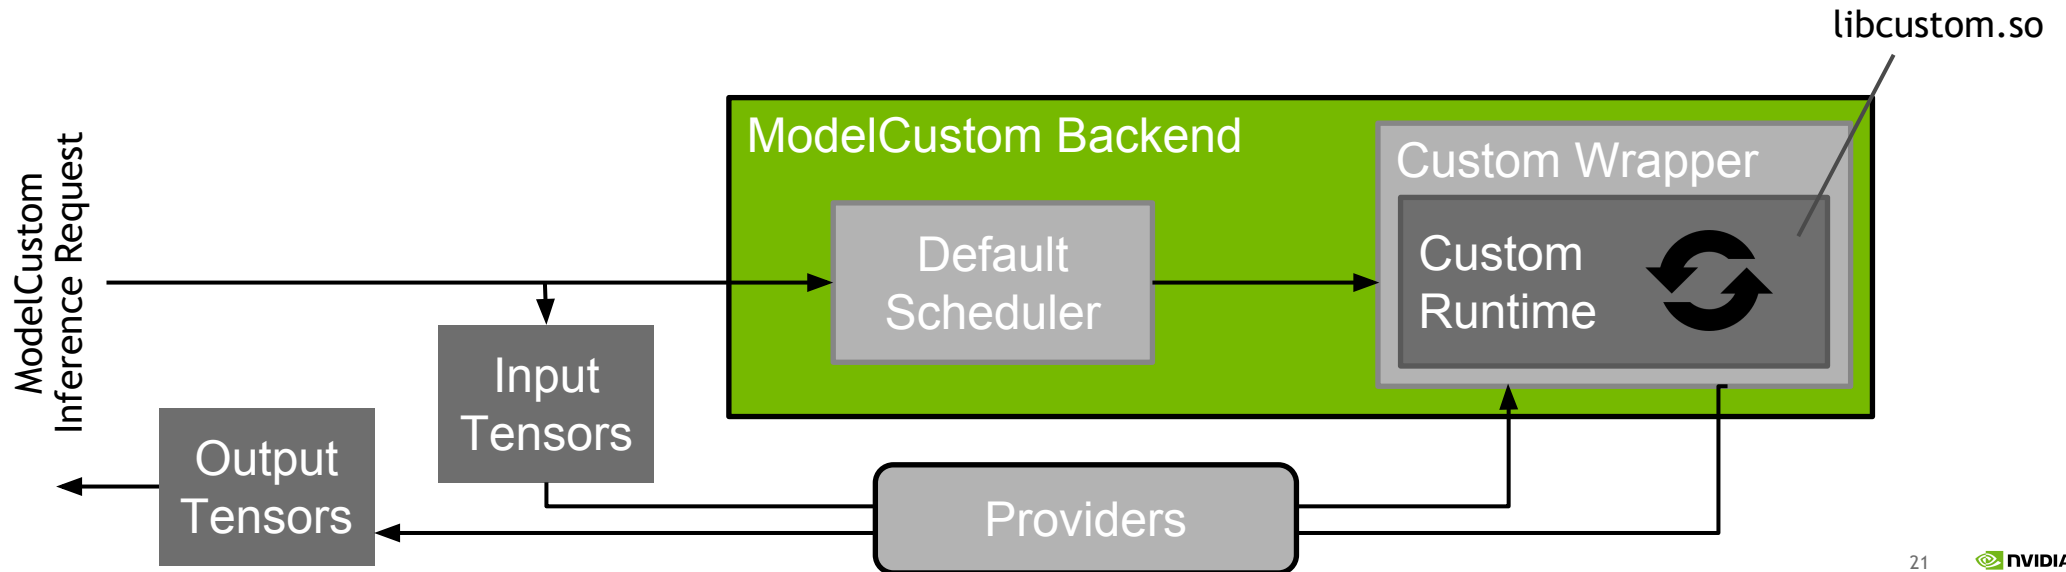 libcustom.so
ModelCustom
Inference Request
ModelCustom Backend
Custom Wrapper
Default
Scheduler
Custom
Runtime
Input
Tensors
Output
Tensors
Providers
21
NVIDIA